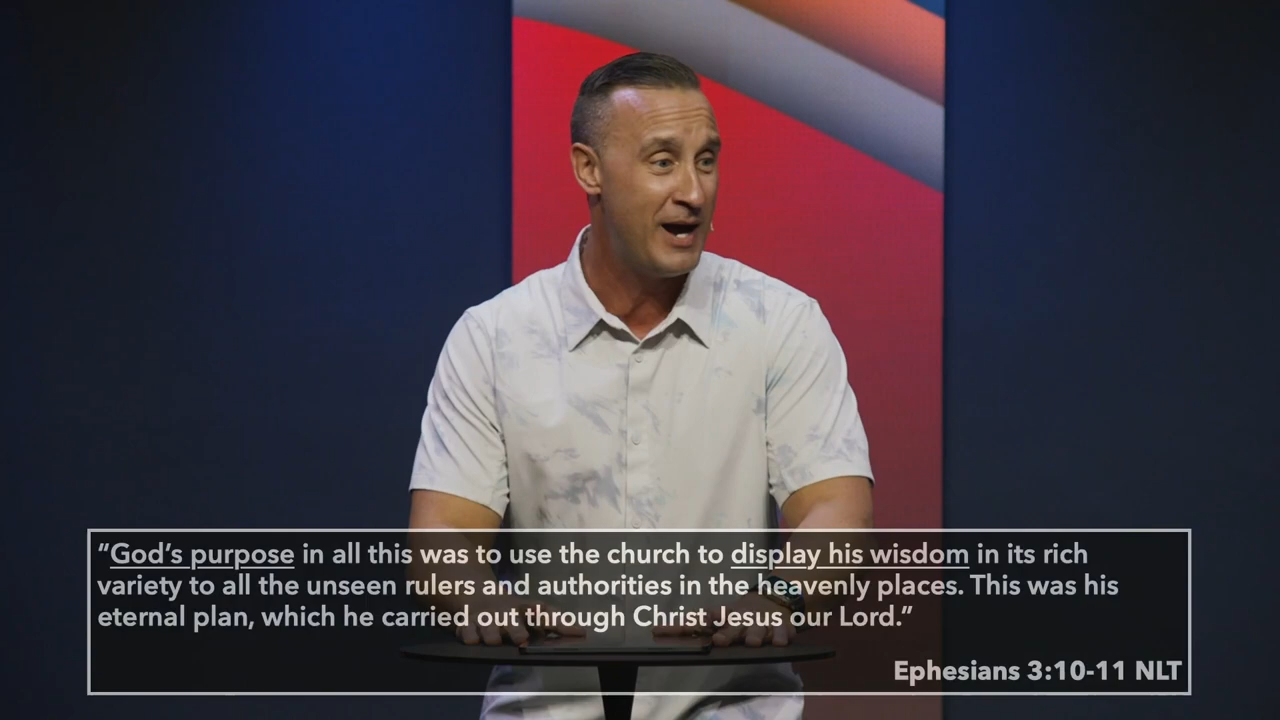 “God’s purpose in all this was to use the church to display his wisdom in its rich
variety to all the unseen rulers and authorities in the heavenly places. This was his
eternal plan, which he carried out through Christ Jesus our Lord.”
Ephesians 3:10-11 NLT